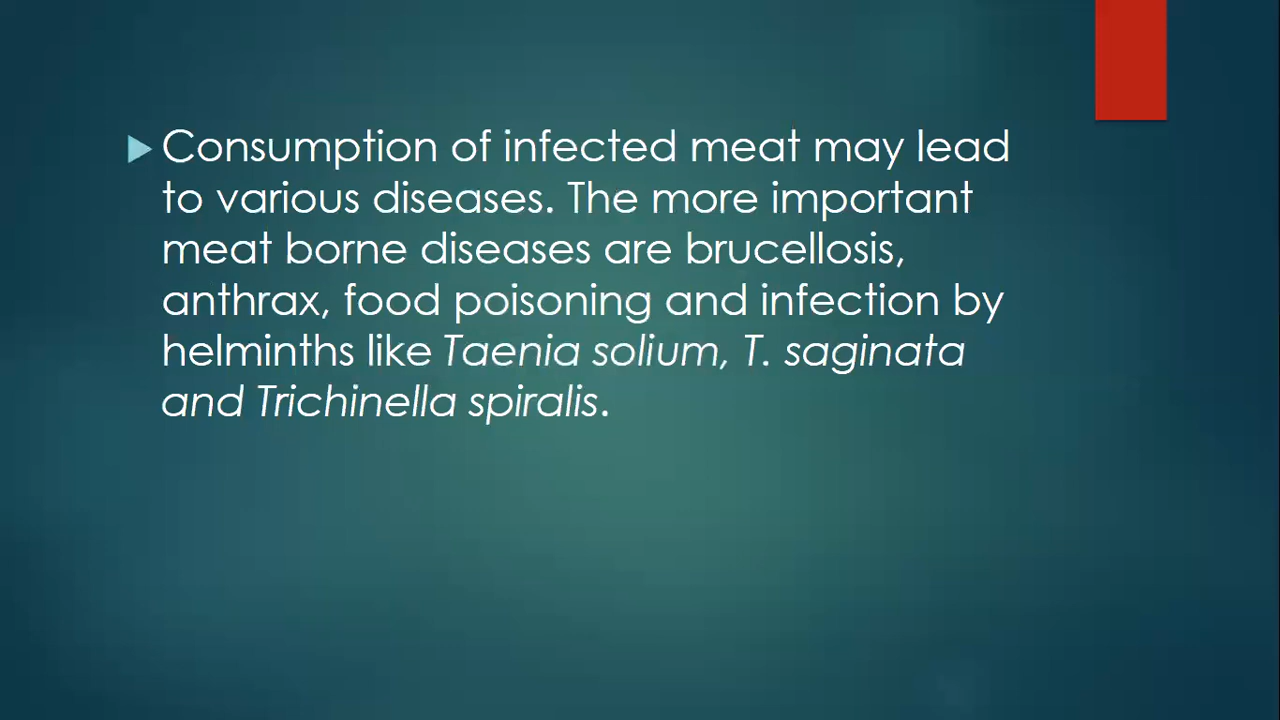 Consumption of infected meat may lead
to various diseases. The more important
meat borne diseases are brucellosis,
anthrax, food poisoning and infection by
helminths like Taenia solium, T. saginata
and Trichinella spiralis.